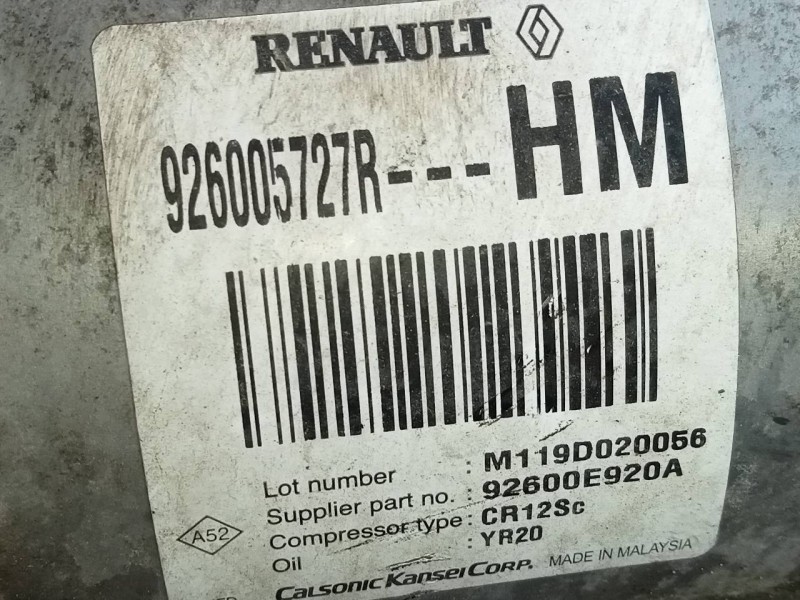 RENAULT
926005727R---HM
Lot number : M119D020056
Supplier part no. : 92600E920A
Compressor type : CR12Sc
Oil : YR20
A52
CALSONIC KANSEI CORP. MADE IN MALAYSIA